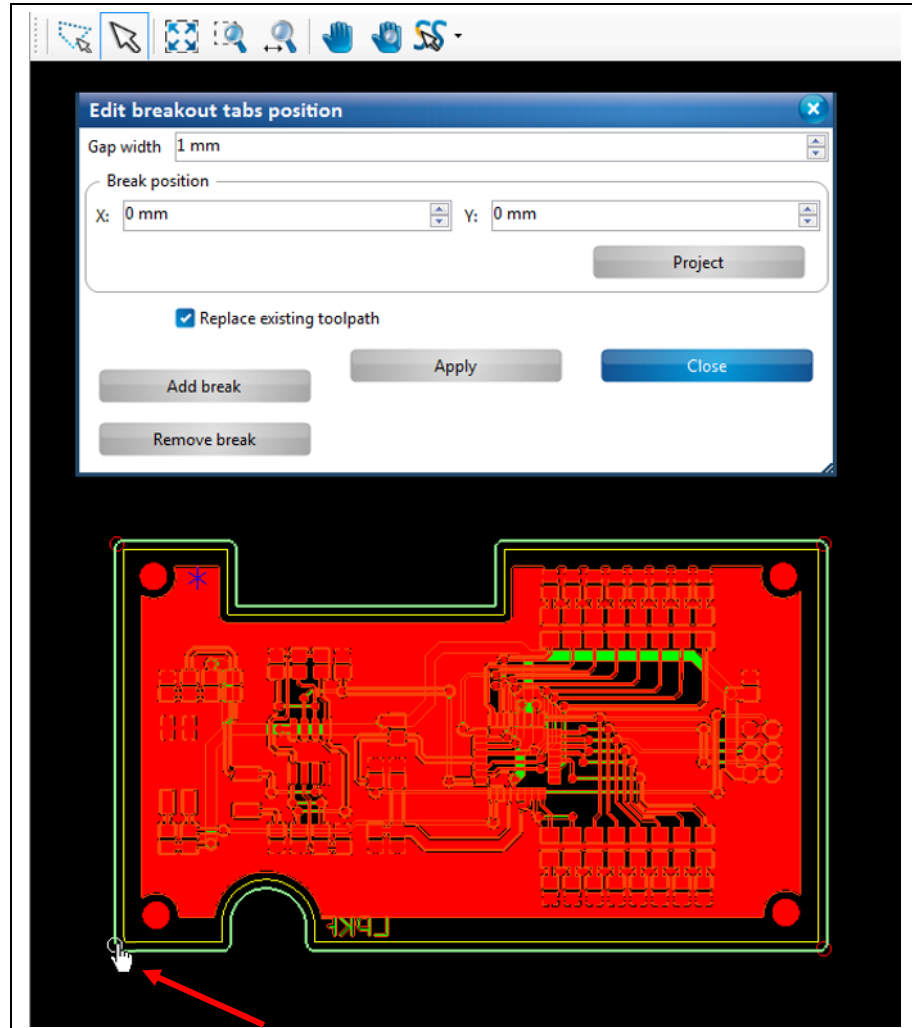 Edit breakout tabs position
Gap width 1 mm
Break position
X: 0 mm Y: 0 mm
Project
Replace existing toolpath
Apply Close
Add break
Remove break
LPKF